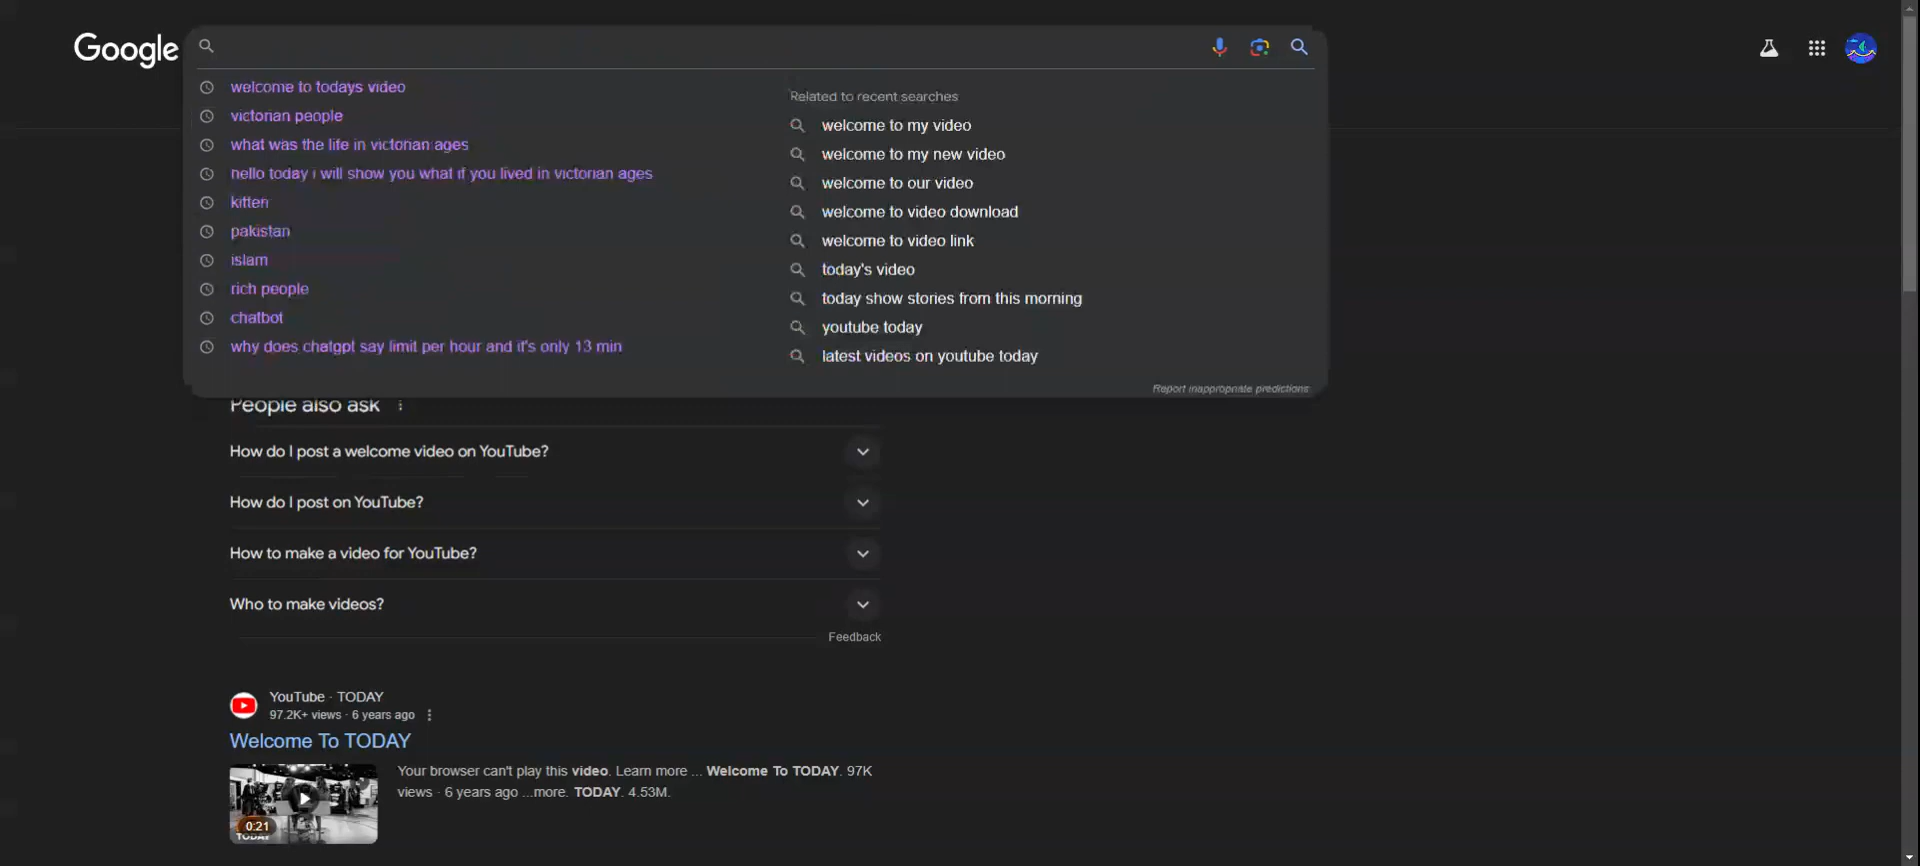 Google
welcome to todays video
victorian people
what was the life in victorian ages
hello today i will show you what if you lived in victorian ages
kitten
pakistan
islam
rich people
chatbot
why does chatgpt say limit per hour and it's only 13 min
Related to recent searches
welcome to my video
welcome to my new video
welcome to our video
welcome to video download
welcome to video link
today's video
today show stories from this morning
youtube today
latest videos on youtube today
Report inappropriate predictions
People also ask
How do I post a welcome video on YouTube?
How do I post on YouTube?
How to make a video for YouTube?
Who to make videos?
Feedback
YouTube · TODAY
97.2K+ views · 6 years ago
Welcome To TODAY
Your browser can't play this video. Learn more ... Welcome To TODAY. 97K
views · 6 years ago ...more. TODAY. 4.53M.
0:21
TODAY